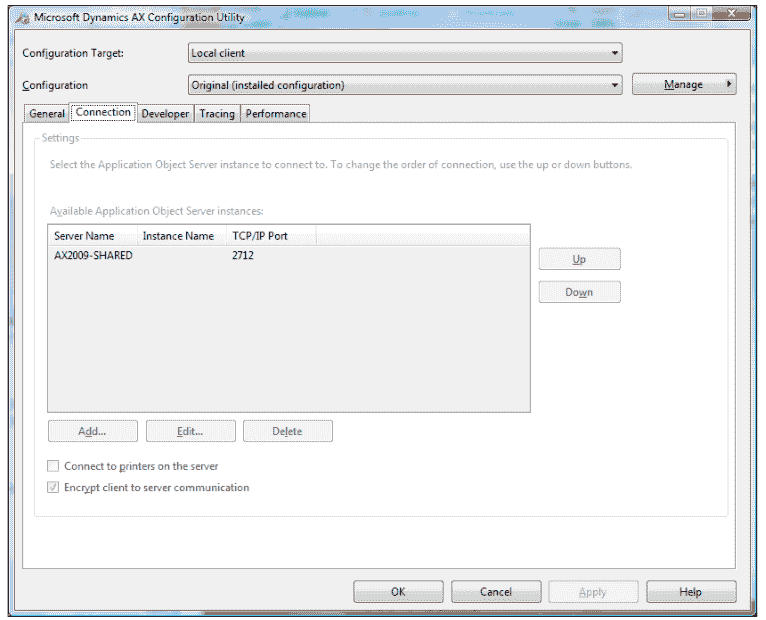 Microsoft Dynamics AX Configuration Utility
Configuration Target: Local client
Configuration Original (installed configuration) Manage
General Connection Developer Tracing Performance
Settings
Select the Application Object Server instance to connect to. To change the order of connection, use the up or down buttons.
Available Application Object Server instances:
Server Name Instance Name TCP/IP Port
AX2009-SHARED 2712
Up
Down
Add... Edit... Delete
Connect to printers on the server
Encrypt client to server communication
OK Cancel Apply Help